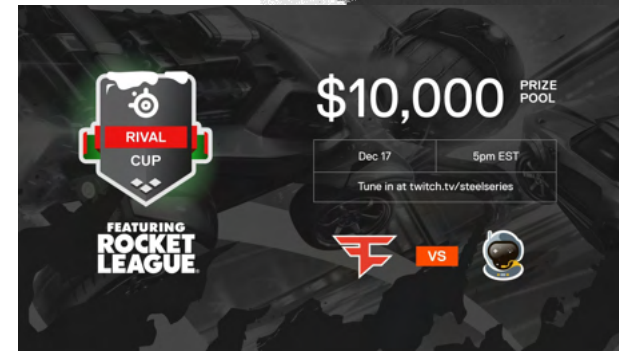 RIVAL
CUP
FEATURING
ROCKET
LEAGUE
$10,000 PRIZE
POOL
Dec 17 5pm EST
Tune in at twitch.tv/steelseries
VS